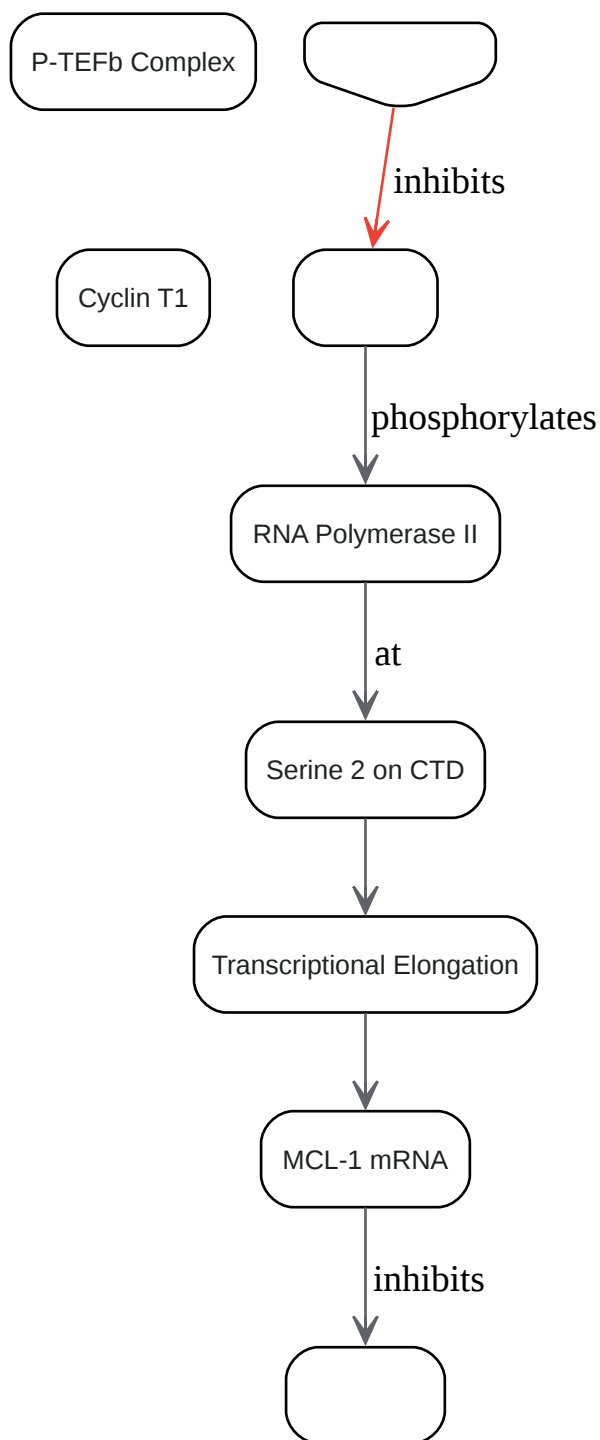 P-TEFb Complex
inhibits
Cyclin T1
phosphorylates
RNA Polymerase II
at
Serine 2 on CTD
Transcriptional Elongation
MCL-1 mRNA
inhibits